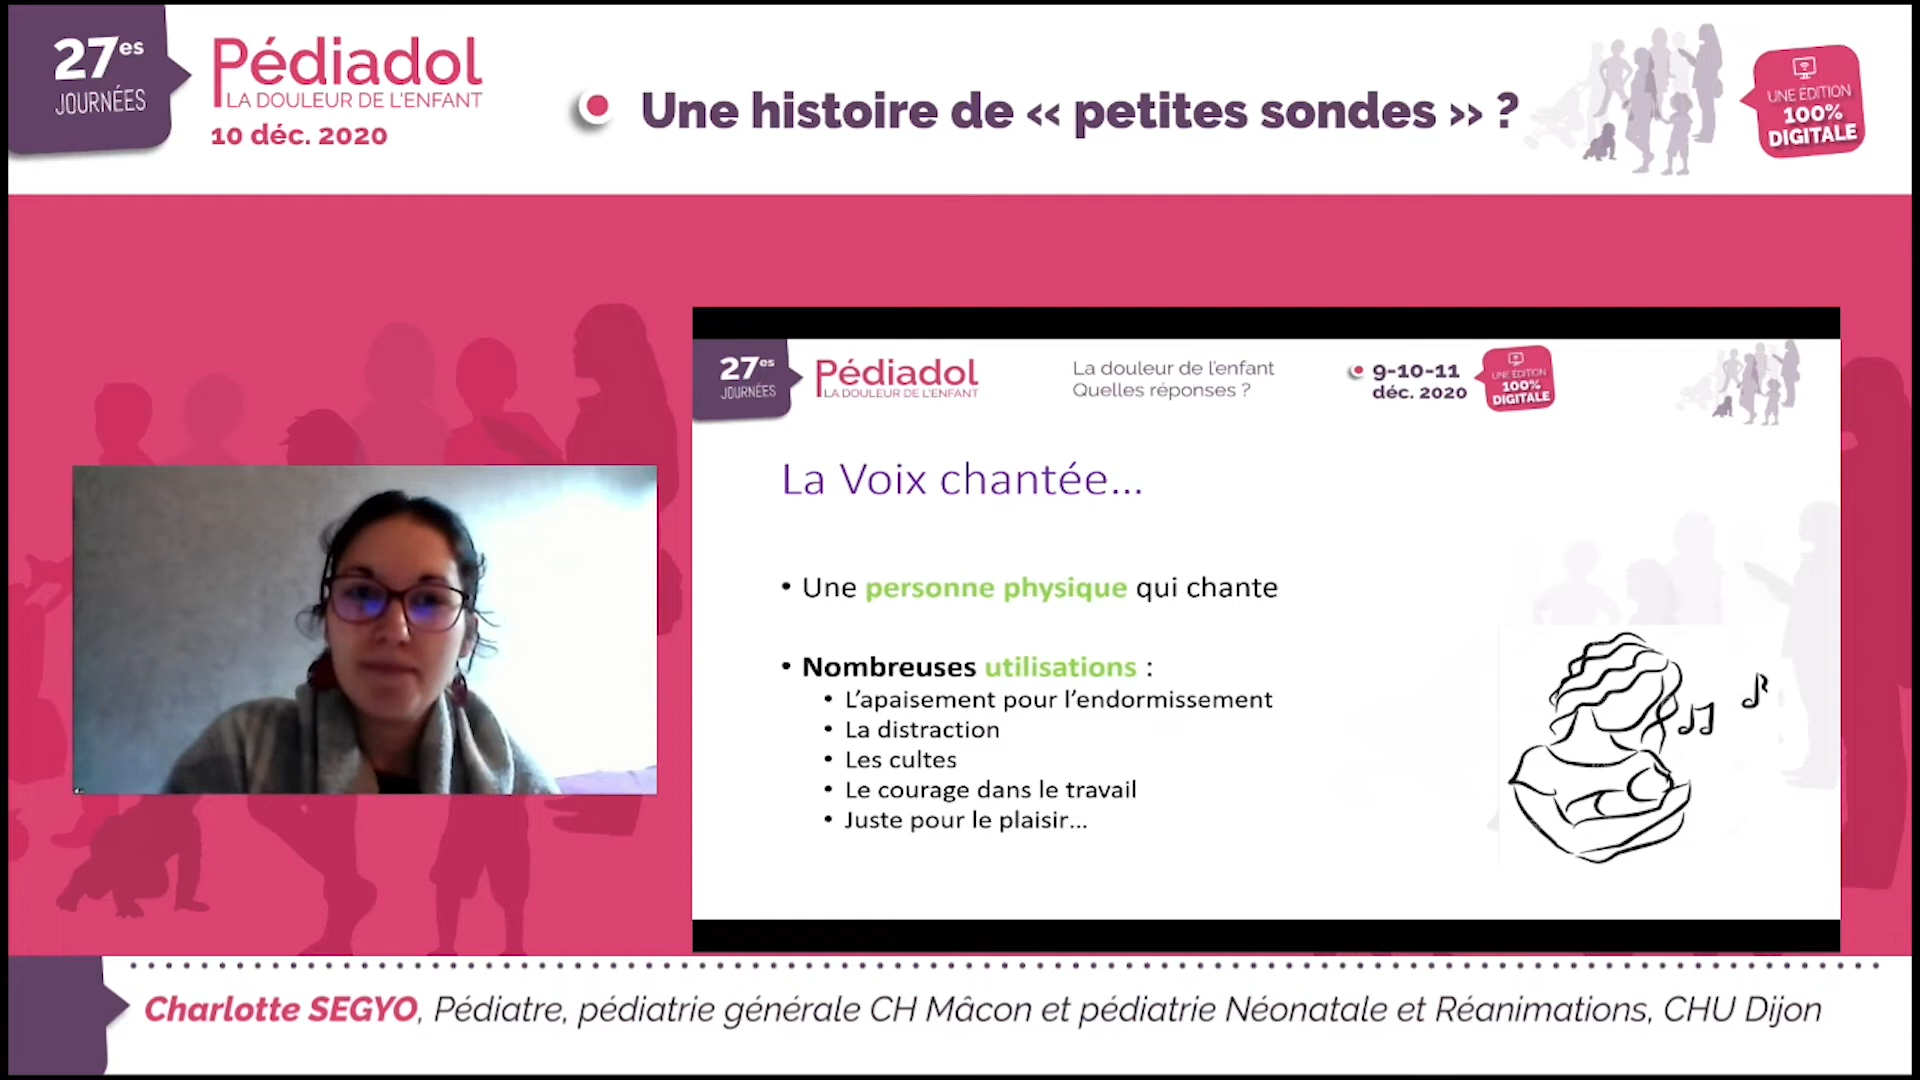 27es
JOURNÉES
Pédiadol
LA DOULEUR DE L'ENFANT
10 déc. 2020
Une histoire de « petites sondes » ?
UNE ÉDITION
100%
DIGITALE
27es
JOURNÉES
Pédiadol
LA DOULEUR DE L'ENFANT
La douleur de l'enfant
Quelles réponses ?
9-10-11
déc. 2020
UNE ÉDITION
100%
DIGITALE
La Voix chantée...
• Une personne physique qui chante
• Nombreuses utilisations :
• L'apaisement pour l'endormissement
• La distraction
• Les cultes
• Le courage dans le travail
• Juste pour le plaisir...
Charlotte SEGYO, Pédiatre, pédiatrie générale CH Mâcon et pédiatrie Néonatale et Réanimations, CHU Dijon